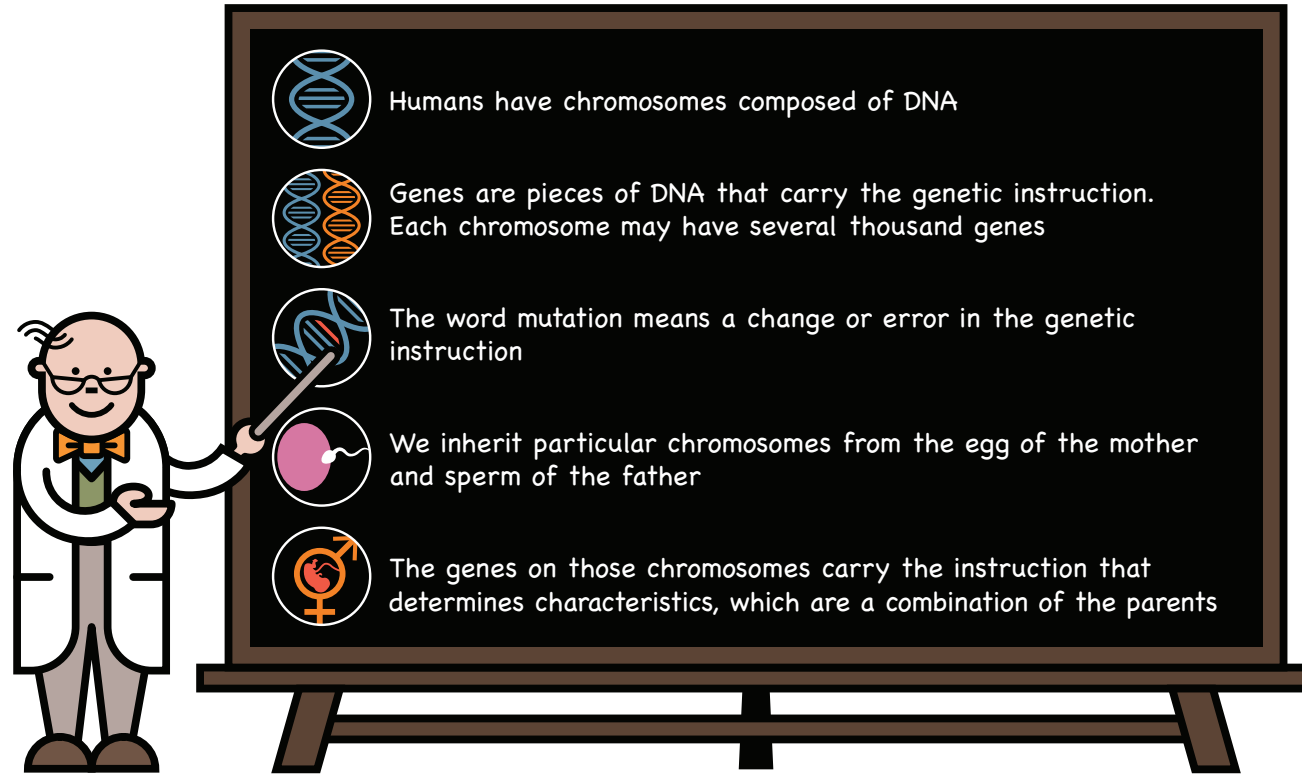 Humans have chromosomes composed of DNA
Genes are pieces of DNA that carry the genetic instruction.
Each chromosome may have several thousand genes
The word mutation means a change or error in the genetic
instruction
We inherit particular chromosomes from the egg of the mother
and sperm of the father
The genes on those chromosomes carry the instruction that
determines characteristics, which are a combination of the parents